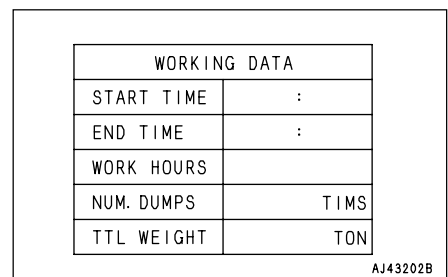 WORKING DATA
START TIME :
END TIME :
WORK HOURS
NUM. DUMPS TIMS
TTL WEIGHT TON
AJ43202B